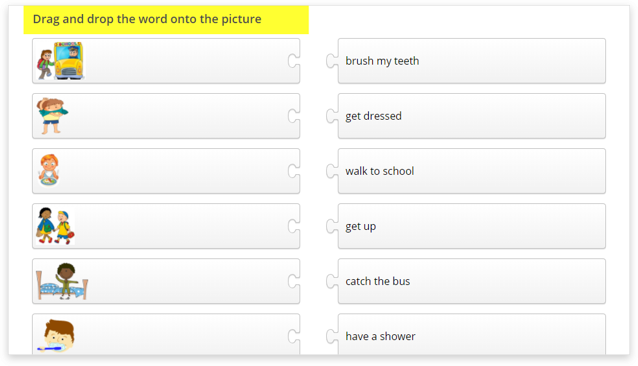 Drag and drop the word onto the picture
brush my teeth
get dressed
walk to school
get up
catch the bus
have a shower